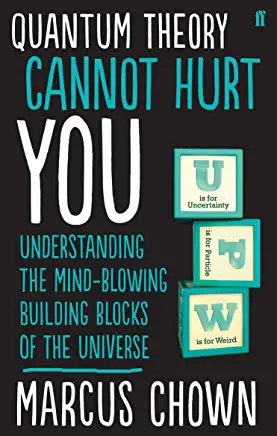 QUANTUM THEORY
ff
CANNOT HURT
YOU
U
is for
Uncertainty
P
is for Particle
W
is for Weird
UNDERSTANDING
THE MIND-BLOWING
BUILDING BLOCKS
OF THE UNIVERSE
MARCUS CHOWN